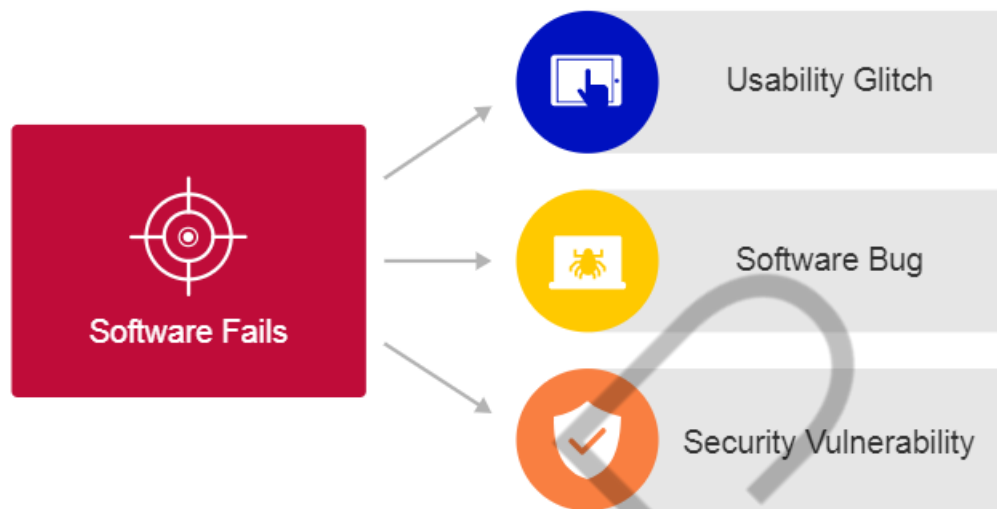 Usability Glitch
Software Bug
Software Fails
Security Vulnerability